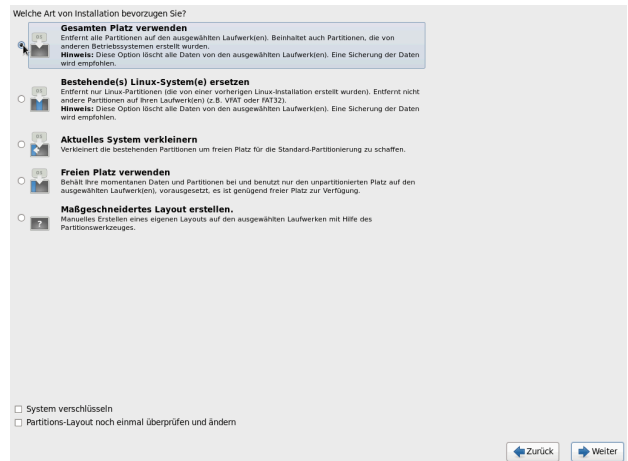 Welche Art von Installation bevorzugen Sie?
Gesamten Platz verwenden
Entfernt alle Partitionen auf den ausgewählten Laufwerk(en). Beinhaltet auch Partitionen, die von
anderen Betriebssystemen erstellt wurden.
Hinweis: Diese Option löscht alle Daten von den ausgewählten Laufwerk(en). Eine Sicherung der Daten
wird empfohlen.
Bestehende(s) Linux-System(e) ersetzen
Entfernt nur Linux-Partitionen (die von einer vorherigen Linux-Installation erstellt wurden). Entfernt nicht
andere Partitionen auf Ihren Laufwerk(en) (z.B. VFAT oder FAT32).
Hinweis: Diese Option löscht alle Daten von den ausgewählten Laufwerk(en). Eine Sicherung der Daten
wird empfohlen.
Aktuelles System verkleinern
Verkleinert die bestehenden Partitionen um freien Platz für die Standard-Partitionierung zu schaffen.
Freien Platz verwenden
Behält Ihre momentanen Daten und Partitionen bei und benutzt nur den unpartitionierten Platz auf den
ausgewählten Laufwerk(en), vorausgesetzt, es ist genügend freier Platz zur Verfügung.
Maßgeschneidertes Layout erstellen.
Manuelles Erstellen eines eigenen Layouts auf den ausgewählten Laufwerken mit Hilfe des
Partitionswerkzeuges.
System verschlüsseln
Partitions-Layout noch einmal überprüfen und ändern
Zurück
Weiter